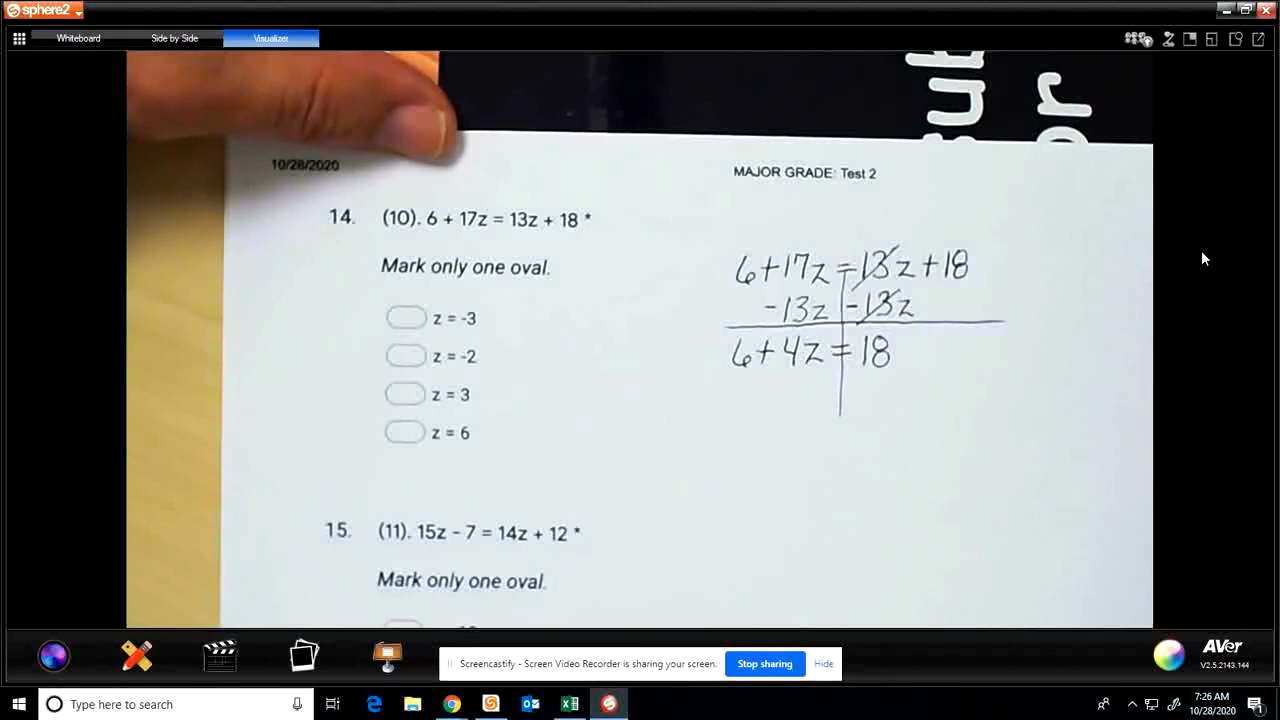 sphere2
Whiteboard Side by Side Visualizer
sub
or
10/28/2020 MAJOR GRADE: Test 2
14. (10). 6 + 17z = 13z + 18 *
Mark only one oval.
z = -3
z = -2
z = 3
z = 6
6+17z=13z+18
-13z -13z
6+4z=18
15. (11). 15z - 7 = 14z + 12 *
Mark only one oval.
AVer
V2.5.2143.144
Screencastify - Screen Video Recorder is sharing your screen. Stop sharing Hide
Type here to search
7:26 AM
10/28/2020